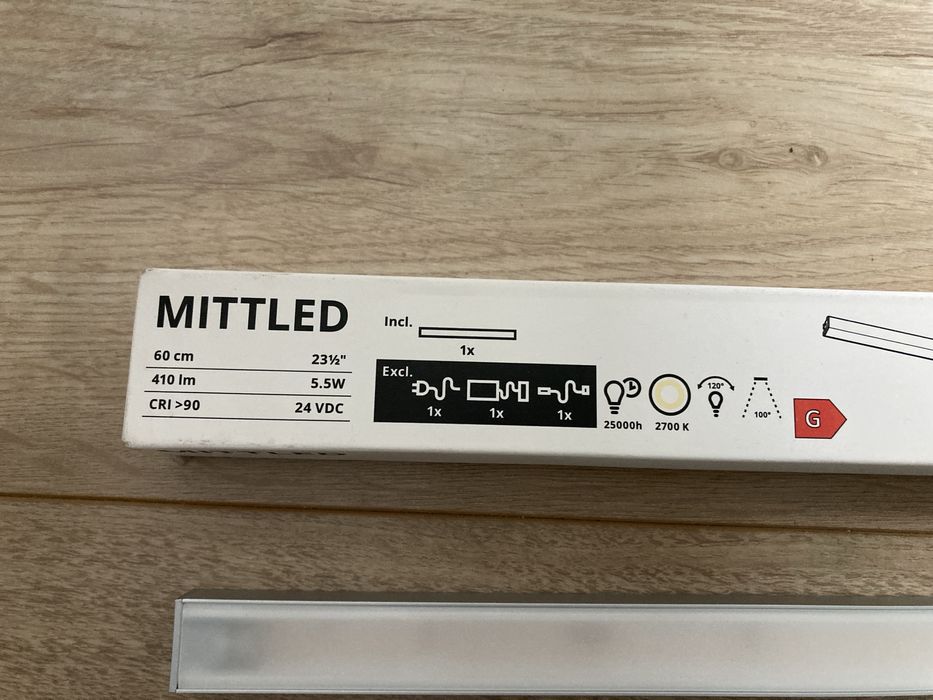 MITTLED
60 cm 23½"
410 lm 5.5W
CRI >90 24 VDC
Incl.
1x
Excl.
1x 1x 1x
25000h
2700 K
120°
100°
G